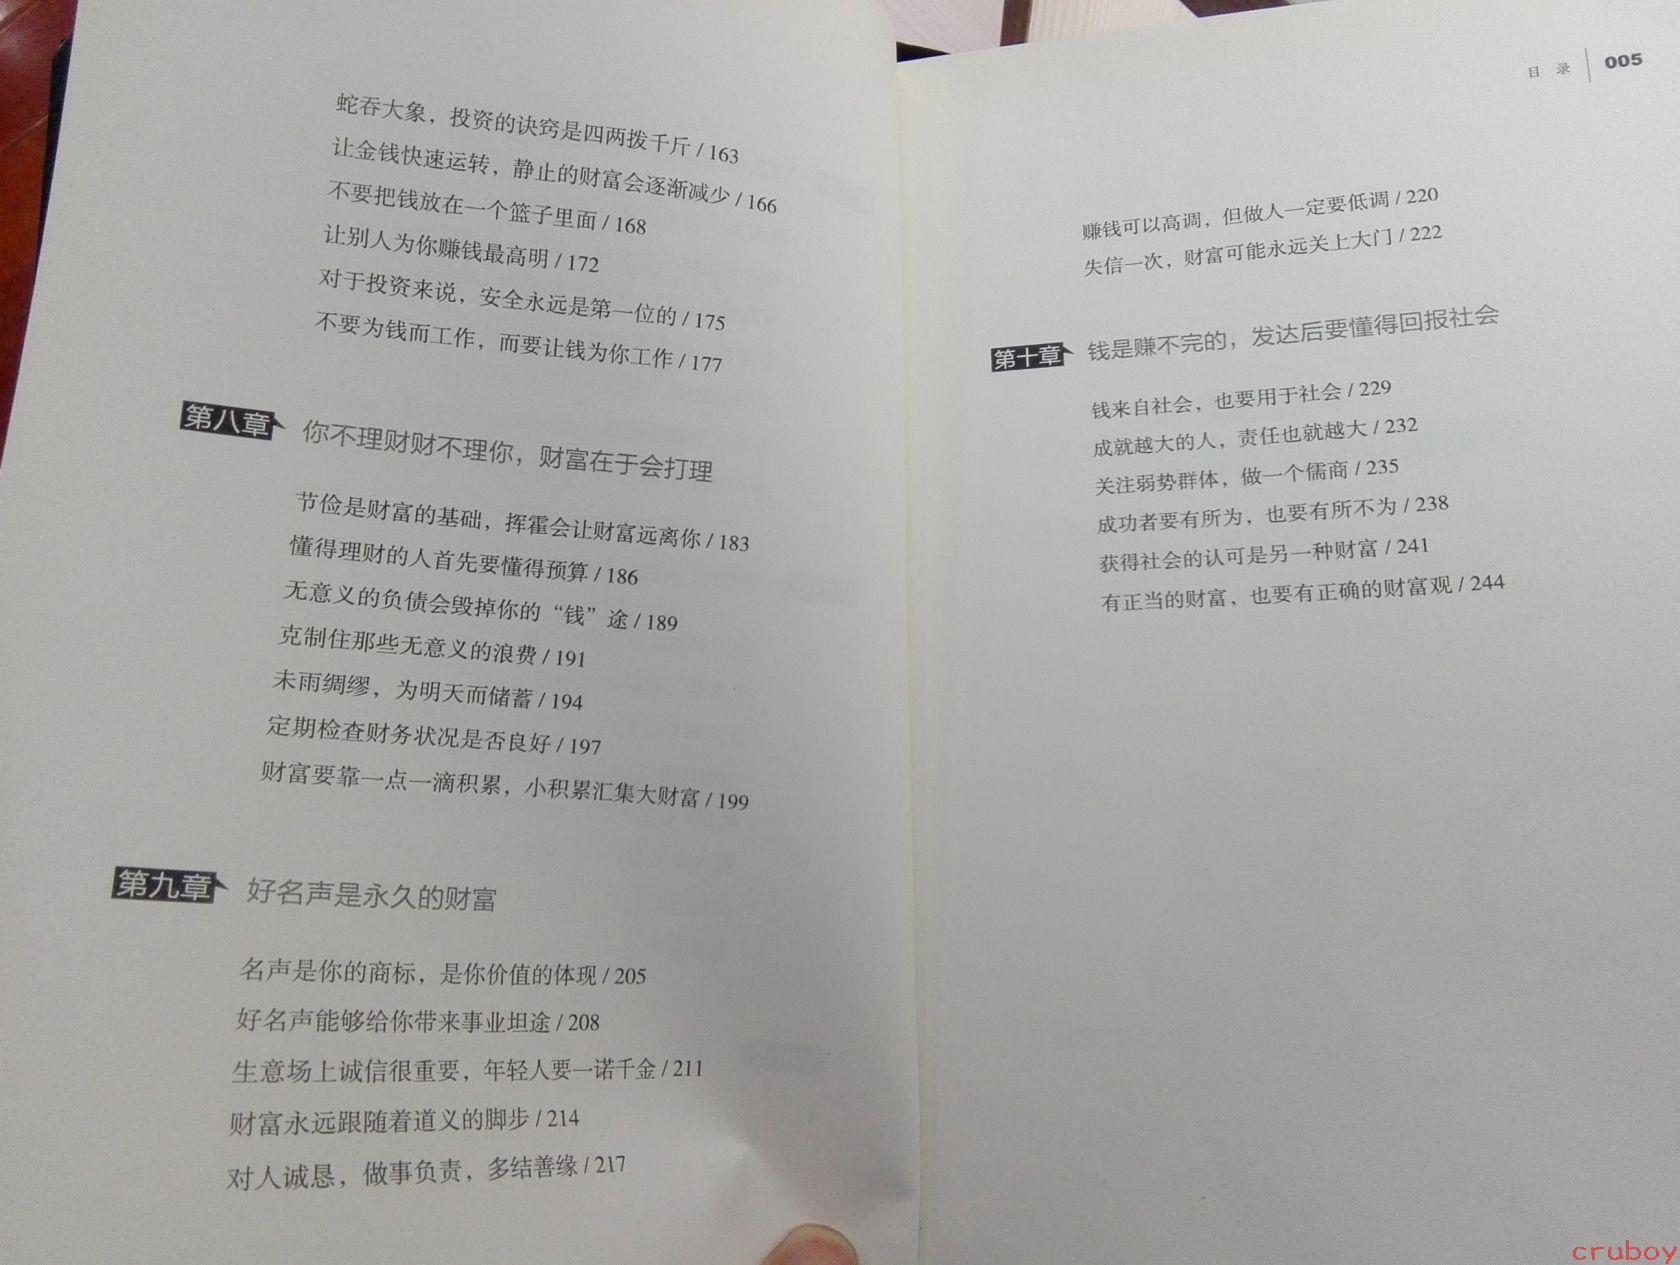 蛇吞大象，投资的诀窍是四两拨千斤 / 163
让金钱快速运转，静止的财富会逐渐减少 / 166
不要把钱放在一个篮子里面 / 168
让别人为你赚钱最高明 / 172
对于投资来说，安全永远是第一位的 / 175
不要为钱而工作，而要让钱为你工作 / 177
第八章 你不理财财不理你，财富在于会打理
节俭是财富的基础，挥霍会让财富远离你 / 183
懂得理财的人首先要懂得预算 / 186
无意义的负债会毁掉你的“钱”途 / 189
克制住那些无意义的浪费 / 191
未雨绸缪，为明天而储蓄 / 194
定期检查财务状况是否良好 / 197
财富要靠一点一滴积累，小积累汇集大财富 / 199
第九章 好名声是永久的财富
名声是你的商标，是你价值的体现 / 205
好名声能够给你带来事业坦途 / 208
生意场上诚信很重要，年轻人要一诺千金 / 211
财富永远跟随着道义的脚步 / 214
对人诚恳，做事负责，多结善缘 / 217
目 录 005
赚钱可以高调，但做人一定要低调 / 220
失信一次，财富可能永远关上大门 / 222
第十章 钱是赚不完的，发达后要懂得回报社会
钱来自社会，也要用于社会 / 229
成就越大的人，责任也就越大 / 232
关注弱势群体，做一个儒商 / 235
成功者要有所为，也要有所不为 / 238
获得社会的认可是另一种财富 / 241
有正当的财富，也要有正确的财富观 / 244
cruboy